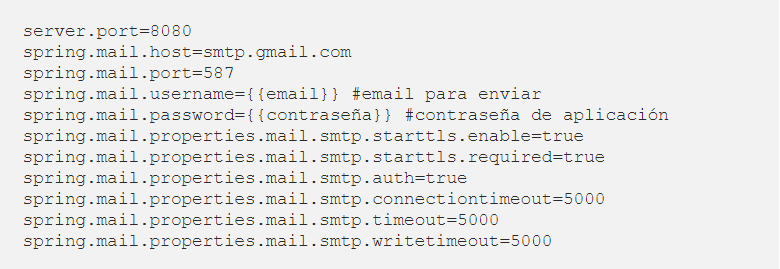 server.port=8080
spring.mail.host=smtp.gmail.com
spring.mail.port=587
spring.mail.username={{email}} #email para enviar
spring.mail.password={{contraseña}} #contraseña de aplicación
spring.mail.properties.mail.smtp.starttls.enable=true
spring.mail.properties.mail.smtp.starttls.required=true
spring.mail.properties.mail.smtp.auth=true
spring.mail.properties.mail.smtp.connectiontimeout=5000
spring.mail.properties.mail.smtp.timeout=5000
spring.mail.properties.mail.smtp.writetimeout=5000